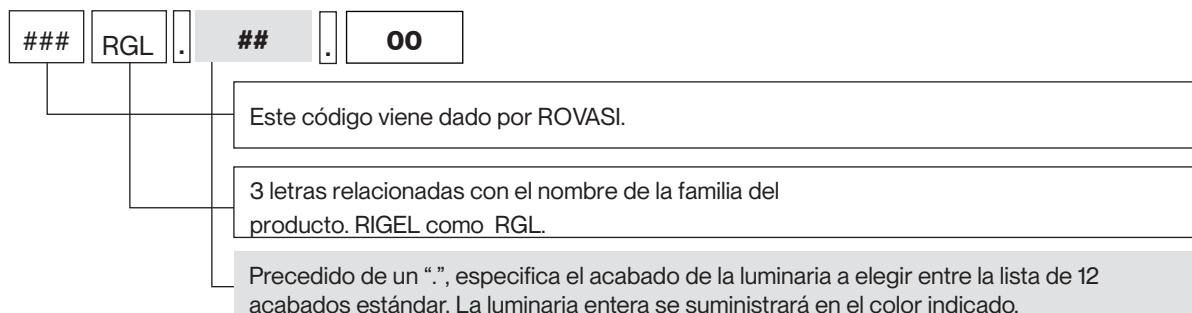 ### RGL . ## . 00
Este código viene dado por ROVASI.
3 letras relacionadas con el nombre de la familia del
producto. RIGEL como RGL.
Precedido de un “.”, especifica el acabado de la luminaria a elegir entre la lista de 12
acabados estándar. La luminaria entera se suministrará en el color indicado.